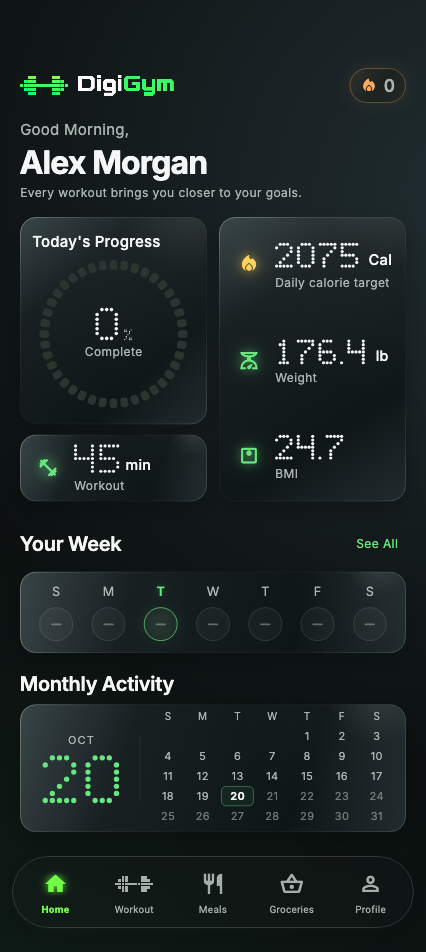 DigiGym
0
Good Morning,
Alex Morgan
Every workout brings you closer to your goals.
Today's Progress
0%
Complete
45 min
Workout
2075 Cal
Daily calorie target
176.4 lb
Weight
24.7
BMI
Your Week
See All
S M T W T F S
– – – – – – –
Monthly Activity
OCT
20
S M T W T F S
1 2 3
4 5 6 7 8 9 10
11 12 13 14 15 16 17
18 19 20 21 22 23 24
25 26 27 28 29 30 31
Home Workout Meals Groceries Profile